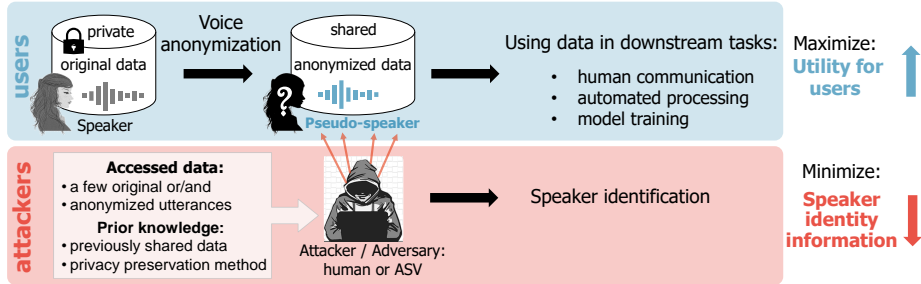 users
private
original data
Speaker
Voice
anonymization
shared
anonymized data
?
Pseudo-speaker
Using data in downstream tasks:
• human communication
• automated processing
• model training
Maximize:
Utility for
users
attackers
Accessed data:
• a few original or/and
• anonymized utterances
Prior knowledge:
• previously shared data
• privacy preservation method
Attacker / Adversary:
human or ASV
Speaker identification
Minimize:
Speaker
identity
information